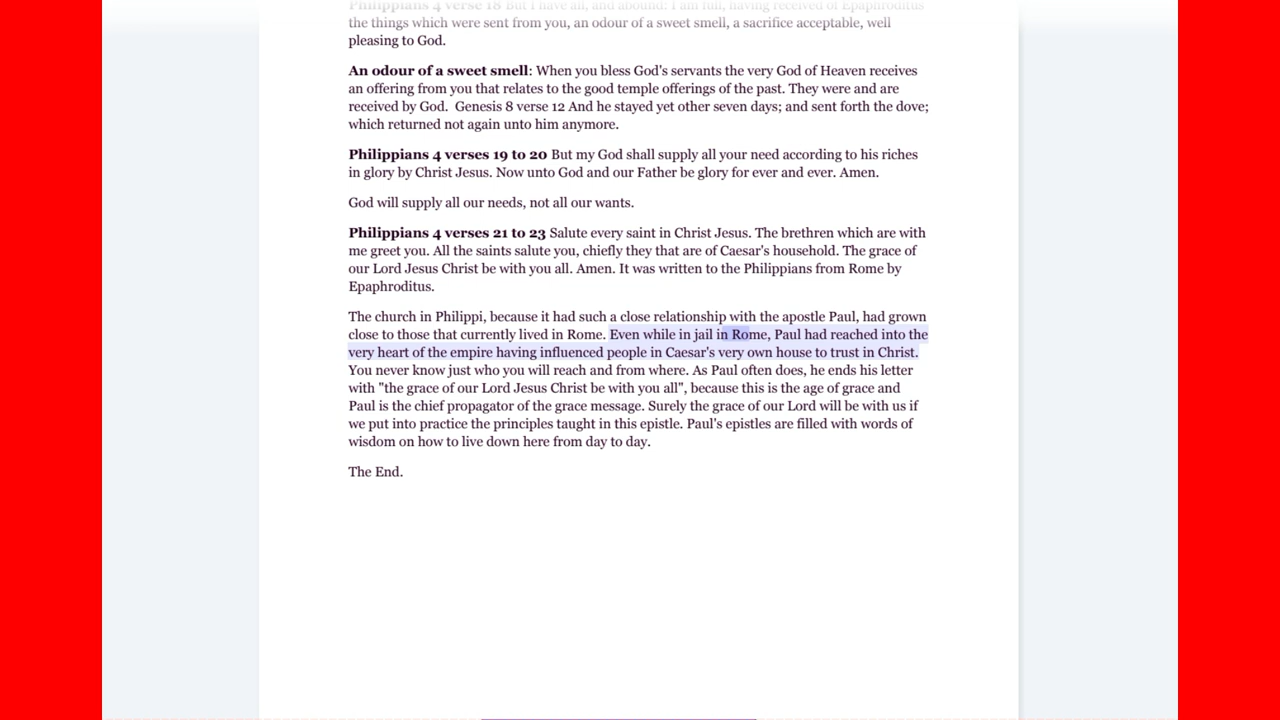 Philippians 4 verse 18 But I have all, and abound: I am full, having received of Epaphroditus
the things which were sent from you, an odour of a sweet smell, a sacrifice acceptable, well
pleasing to God.
An odour of a sweet smell: When you bless God's servants the very God of Heaven receives
an offering from you that relates to the good temple offerings of the past. They were and are
received by God.  Genesis 8 verse 12 And he stayed yet other seven days; and sent forth the dove;
which returned not again unto him anymore.
Philippians 4 verses 19 to 20 But my God shall supply all your need according to his riches
in glory by Christ Jesus. Now unto God and our Father be glory for ever and ever. Amen.
God will supply all our needs, not all our wants.
Philippians 4 verses 21 to 23 Salute every saint in Christ Jesus. The brethren which are with
me greet you. All the saints salute you, chiefly they that are of Caesar's household. The grace of
our Lord Jesus Christ be with you all. Amen. It was written to the Philippians from Rome by
Epaphroditus.
The church in Philippi, because it had such a close relationship with the apostle Paul, had grown
close to those that currently lived in Rome. Even while in jail in Rome, Paul had reached into the
very heart of the empire having influenced people in Caesar's very own house to trust in Christ.
You never know just who you will reach and from where. As Paul often does, he ends his letter
with "the grace of our Lord Jesus Christ be with you all", because this is the age of grace and
Paul is the chief propagator of the grace message. Surely the grace of our Lord will be with us if
we put into practice the principles taught in this epistle. Paul's epistles are filled with words of
wisdom on how to live down here from day to day.
The End.